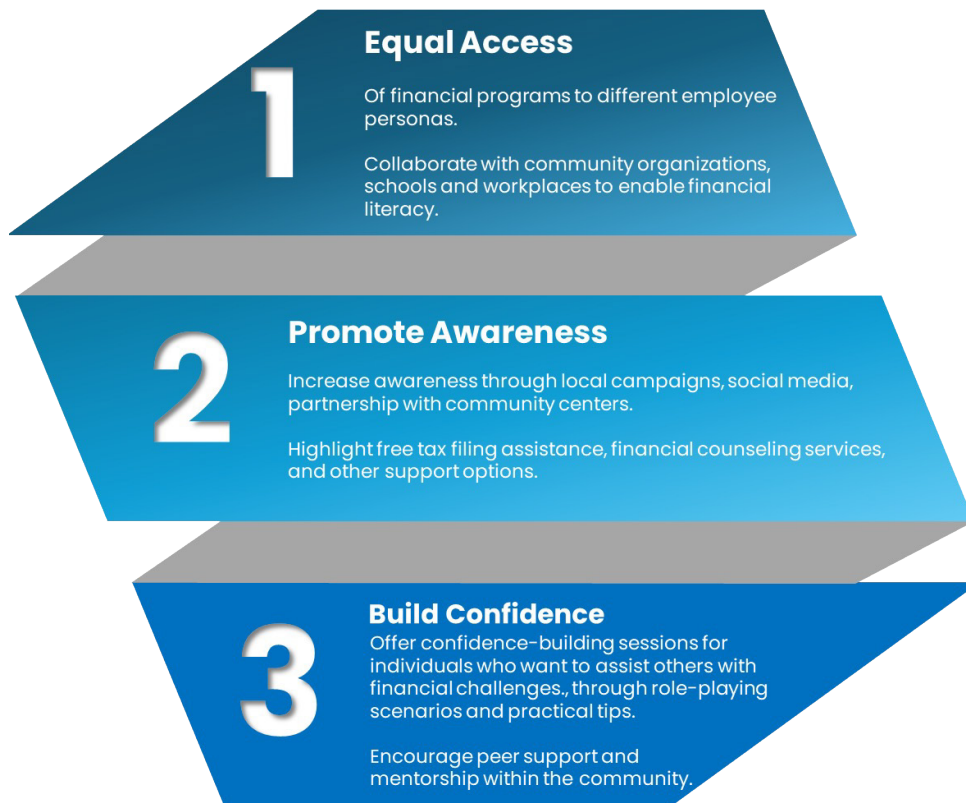 1
Equal Access
Of financial programs to different employee
personas.
Collaborate with community organizations,
schools and workplaces to enable financial
literacy.
2
Promote Awareness
Increase awareness through local campaigns, social media,
partnership with community centers.
Highlight free tax filing assistance, financial counseling services,
and other support options.
3
Build Confidence
Offer confidence-building sessions for
individuals who want to assist others with
financial challenges., through role-playing
scenarios and practical tips.
Encourage peer support and
mentorship within the community.